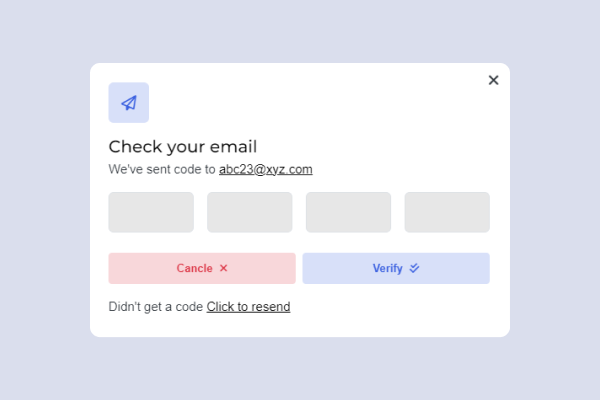 Check your email
We've sent code to abc23@xyz.com
Cancle
Verify
Didn't get a code Click to resend